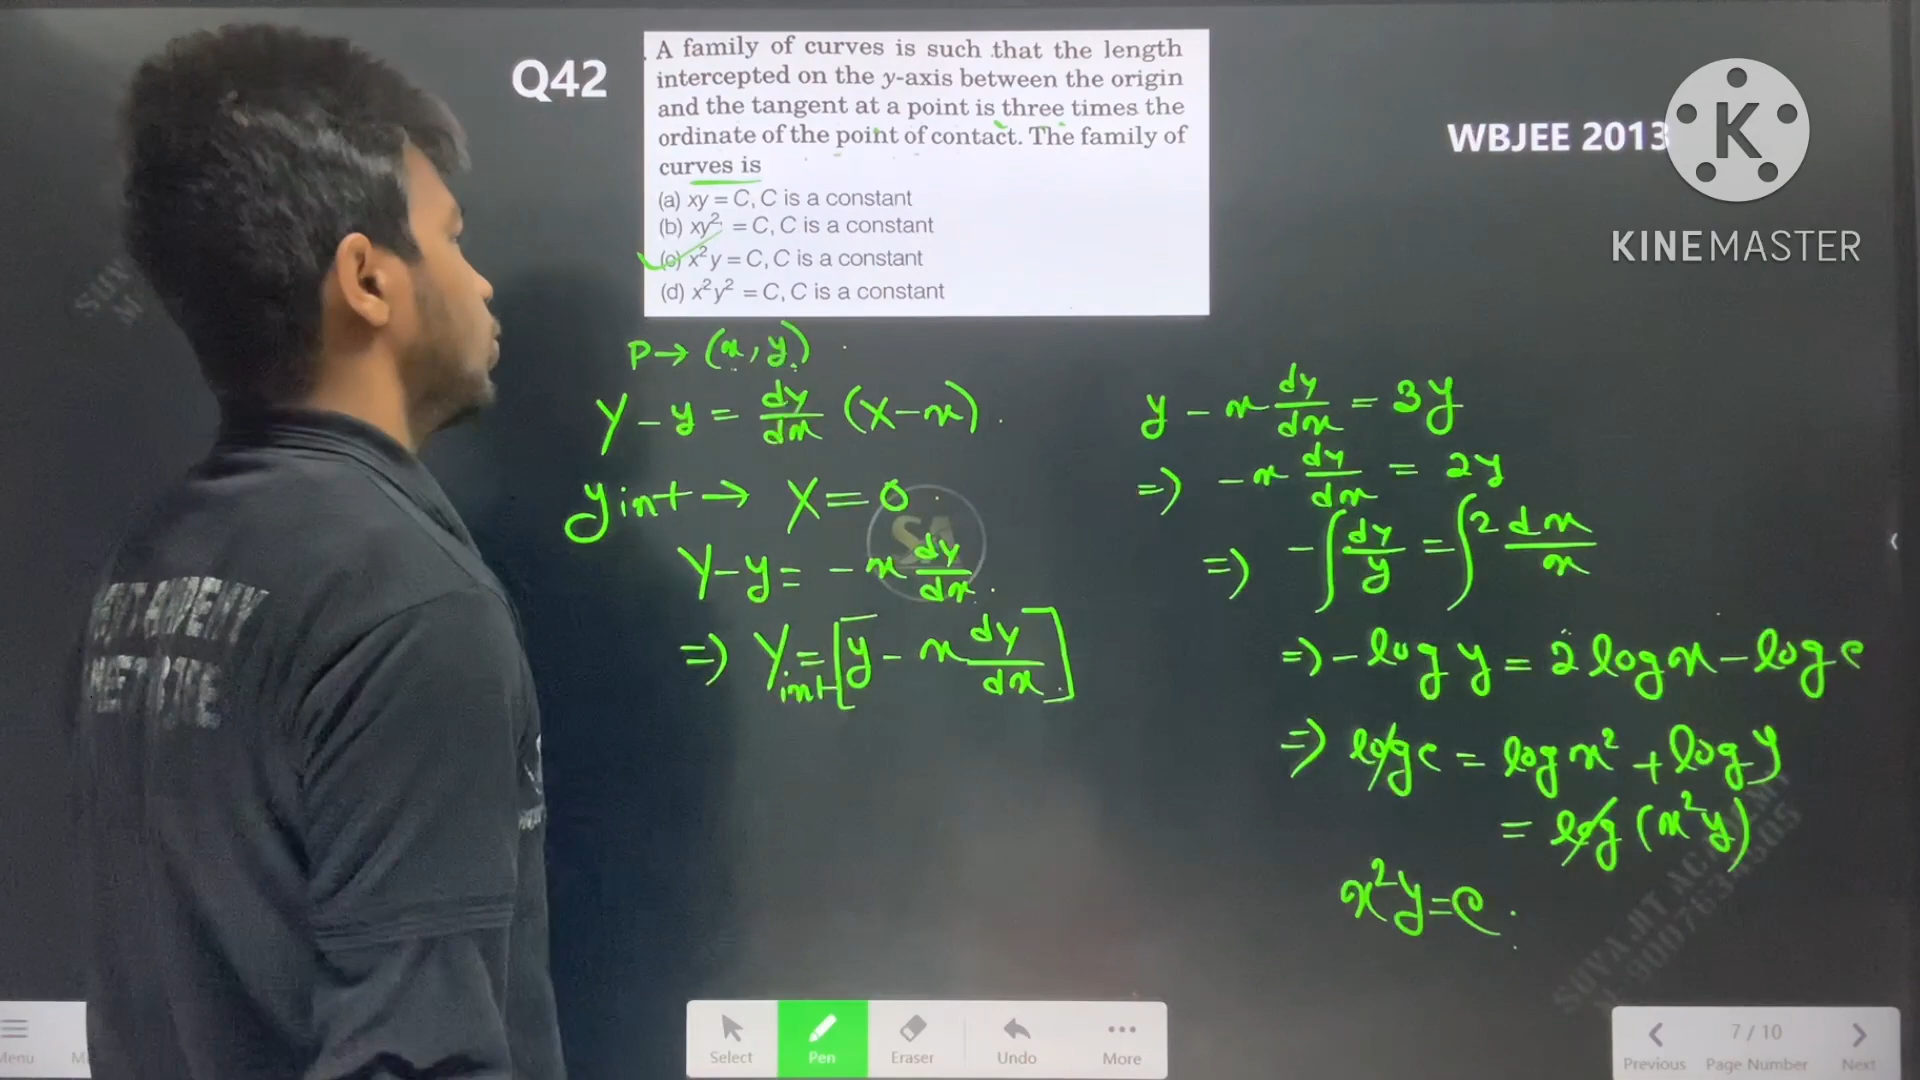 Q42
A family of curves is such that the length
intercepted on the y-axis between the origin
and the tangent at a point is three times the
ordinate of the point of contact. The family of
curves is
(a) xy = C, C is a constant
(b) xy² = C, C is a constant
(c) x²y = C, C is a constant
(d) x²y² = C, C is a constant
WBJEE 2013
K
KINEMASTER
P → (x, y)
Y - y = dy/dx (X - x)
y int → X = 0
Y - y = - x dy/dx
⇒ Y int = [y - x dy/dx]
y - x dy/dx = 3y
⇒ - x dy/dx = 2y
⇒ - ∫ dy/y = ∫ 2 dx/x
⇒ - log y = 2 log x - log c
⇒ log c = log x² + log y
= log (x²y)
x²y = c
SA
SUVAJIT ACADEMY
Select
Pen
Eraser
Undo
More
7 / 10
Previous
Page Number
Next